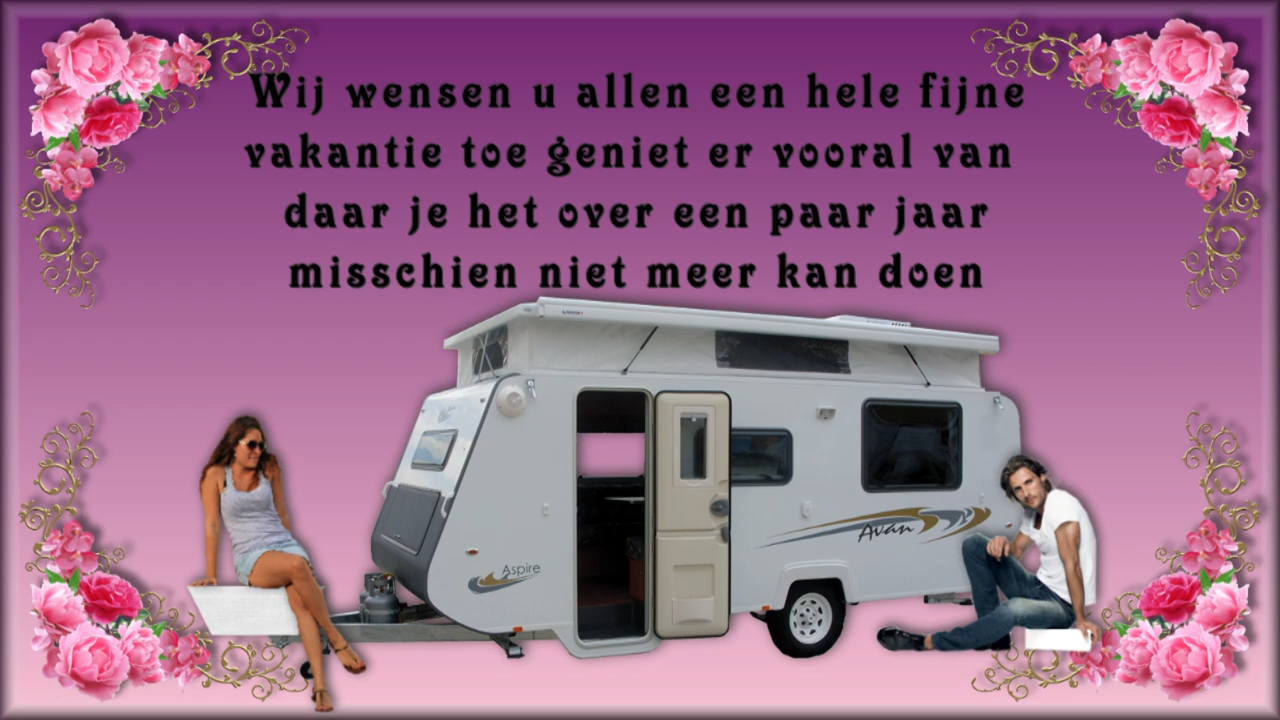 Wij wensen u allen een hele fijne
vakantie toe geniet er vooral van
daar je het over een paar jaar
misschien niet meer kan doen
Aspire
Avan